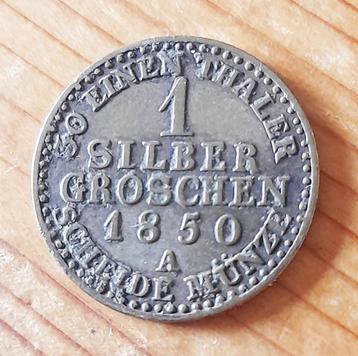 30 EINEN THALER
1
SILBER
GROSCHEN
1850
A
SCHEIDE MÜNZE